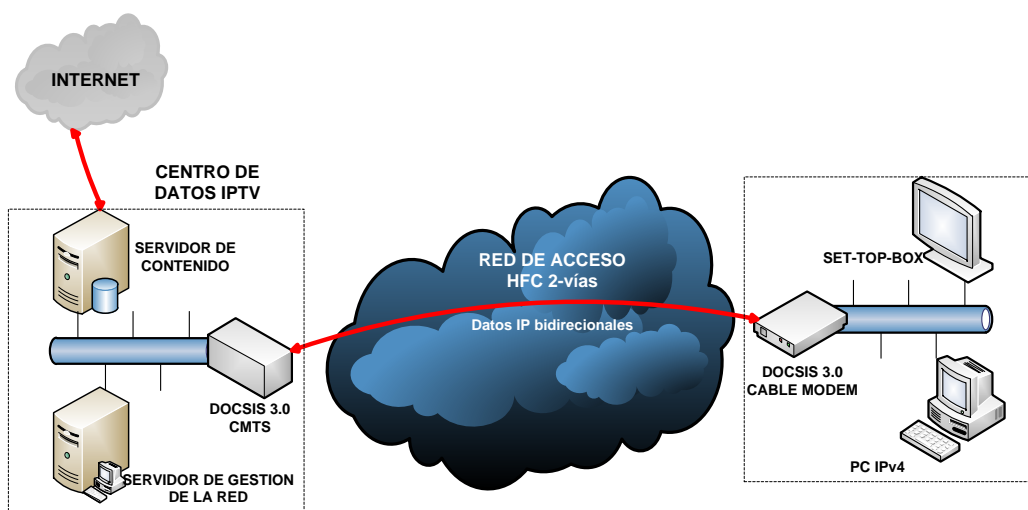 INTERNET
CENTRO DE
DATOS IPTV
SERVIDOR DE
CONTENIDO
DOCSIS 3.0
CMTS
SERVIDOR DE GESTION
DE LA RED
RED DE ACCESO
HFC 2-vías
Datos IP bidirecionales
SET-TOP-BOX
DOCSIS 3.0
CABLE MODEM
PC IPv4